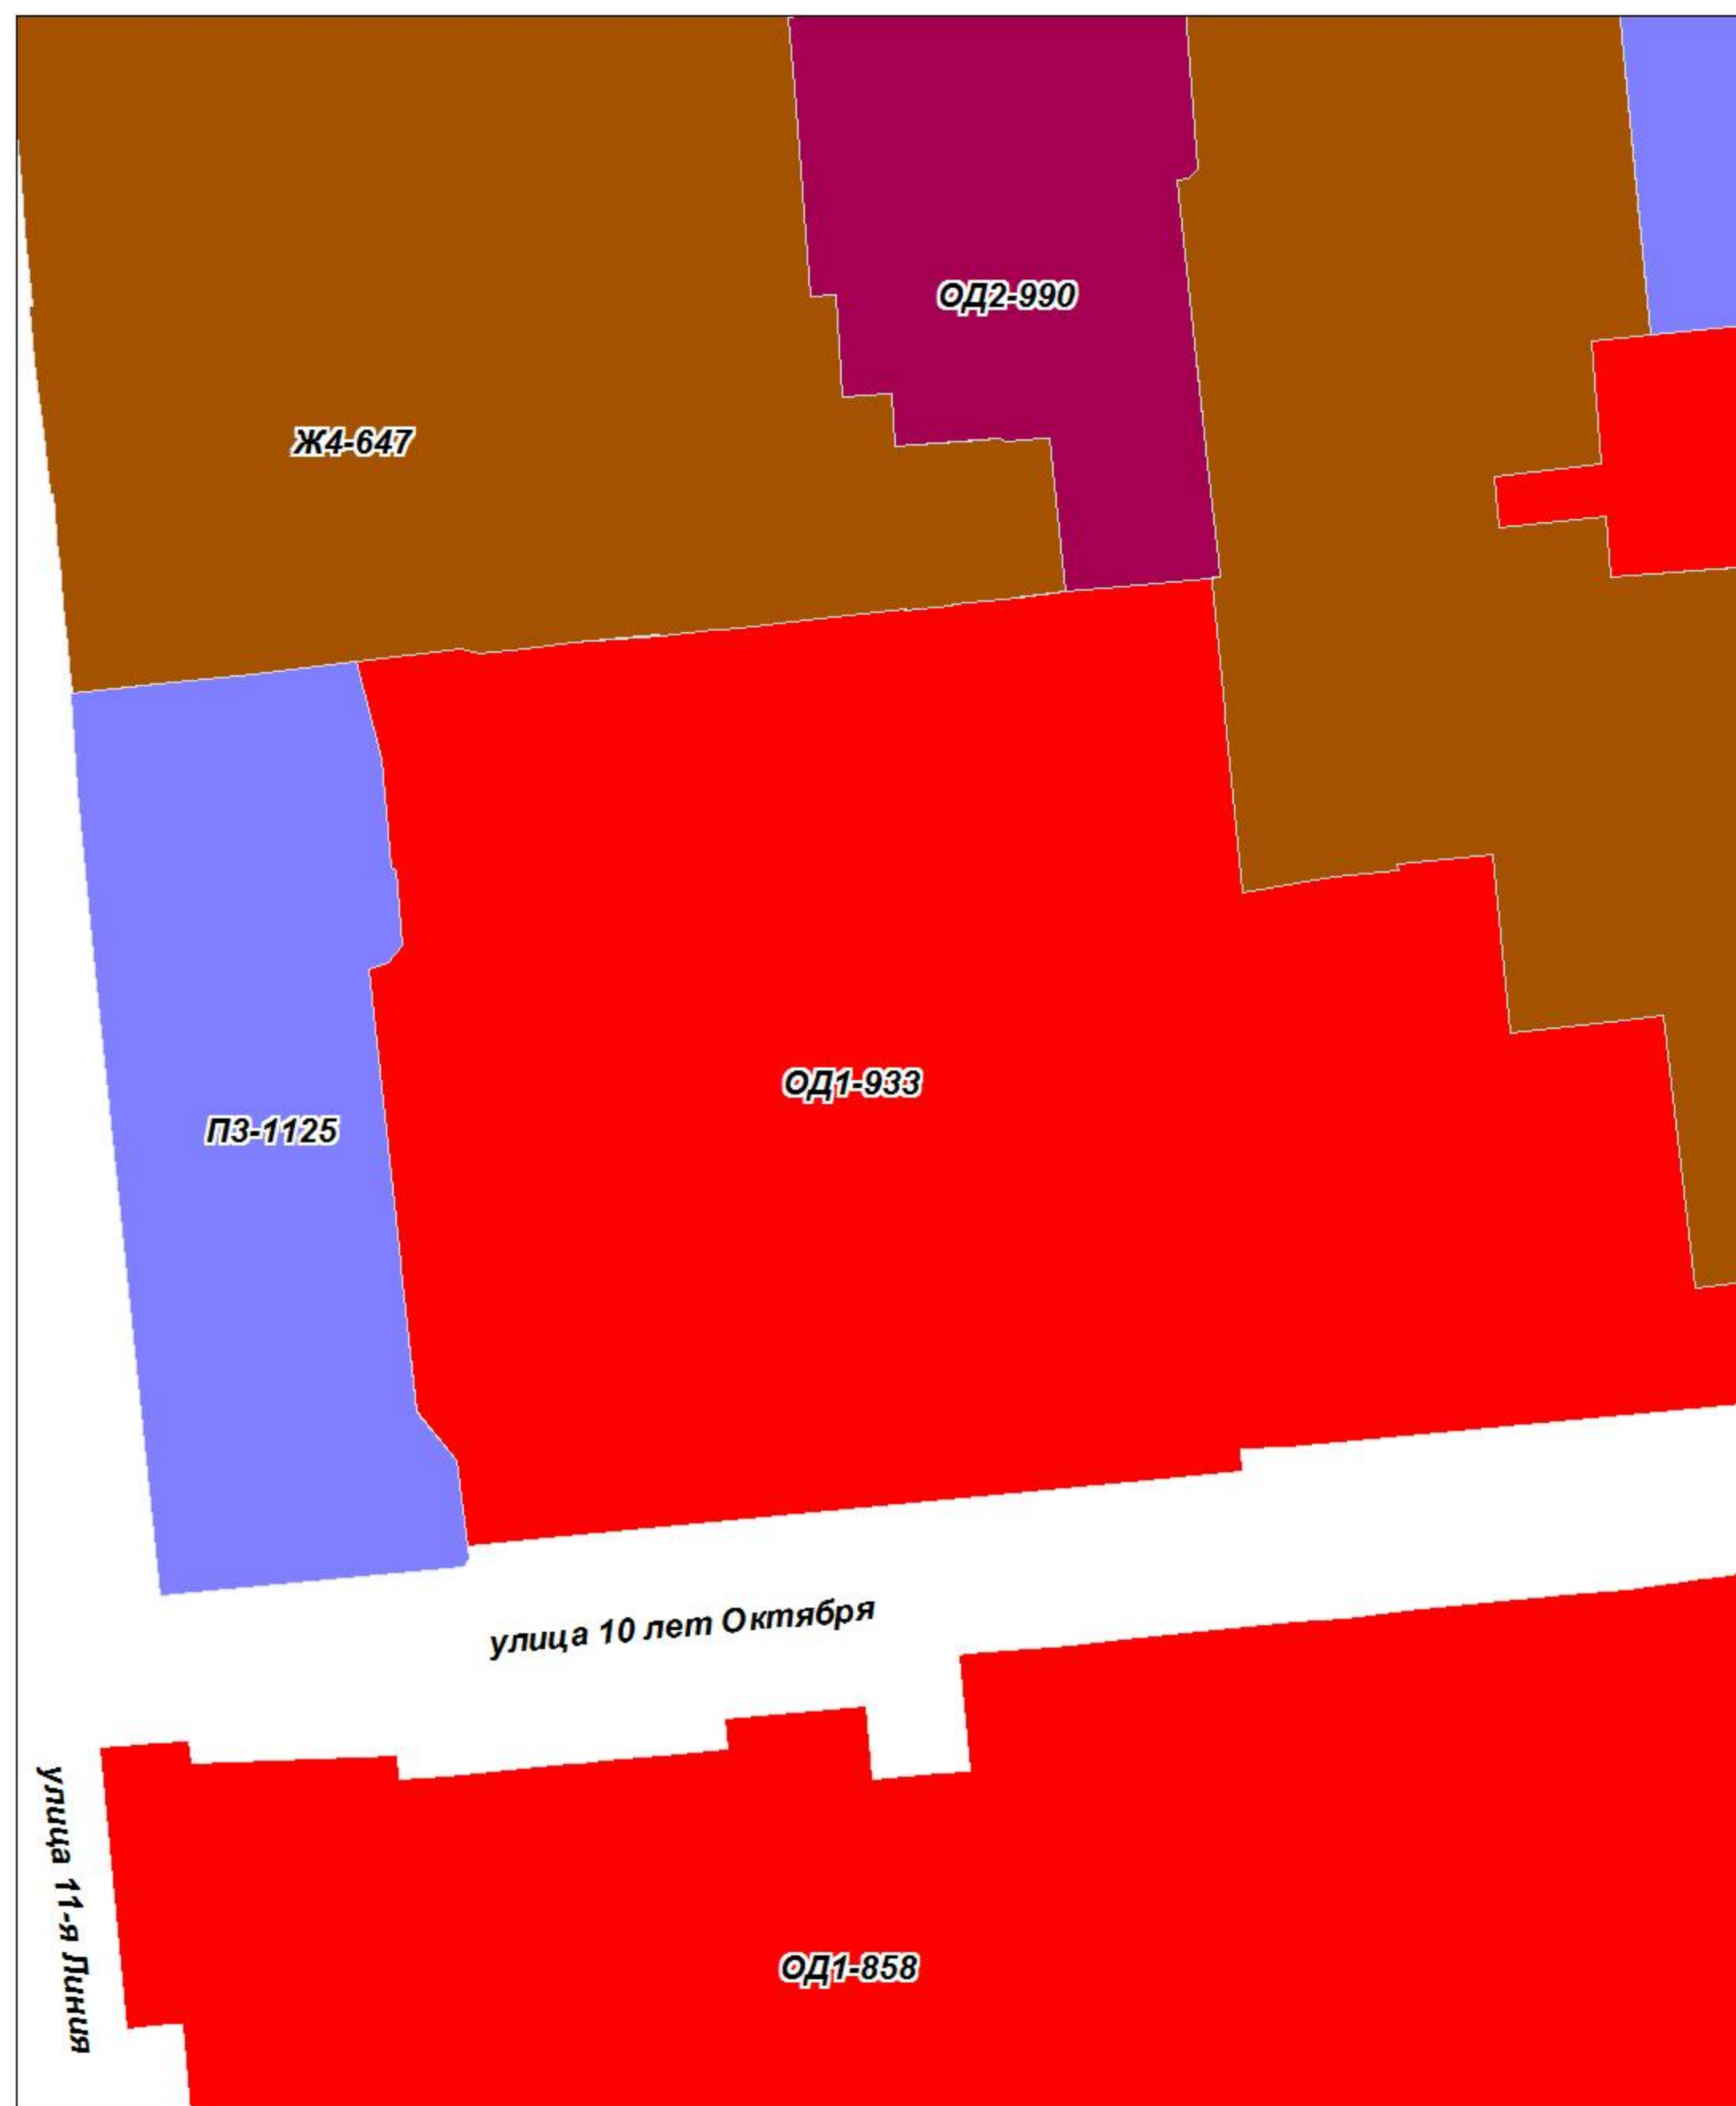 ОД2-990
Ж4-647
ОД1-933
П3-1125
улица 10 лет Октября
улица 11-я Линия
ОД1-858